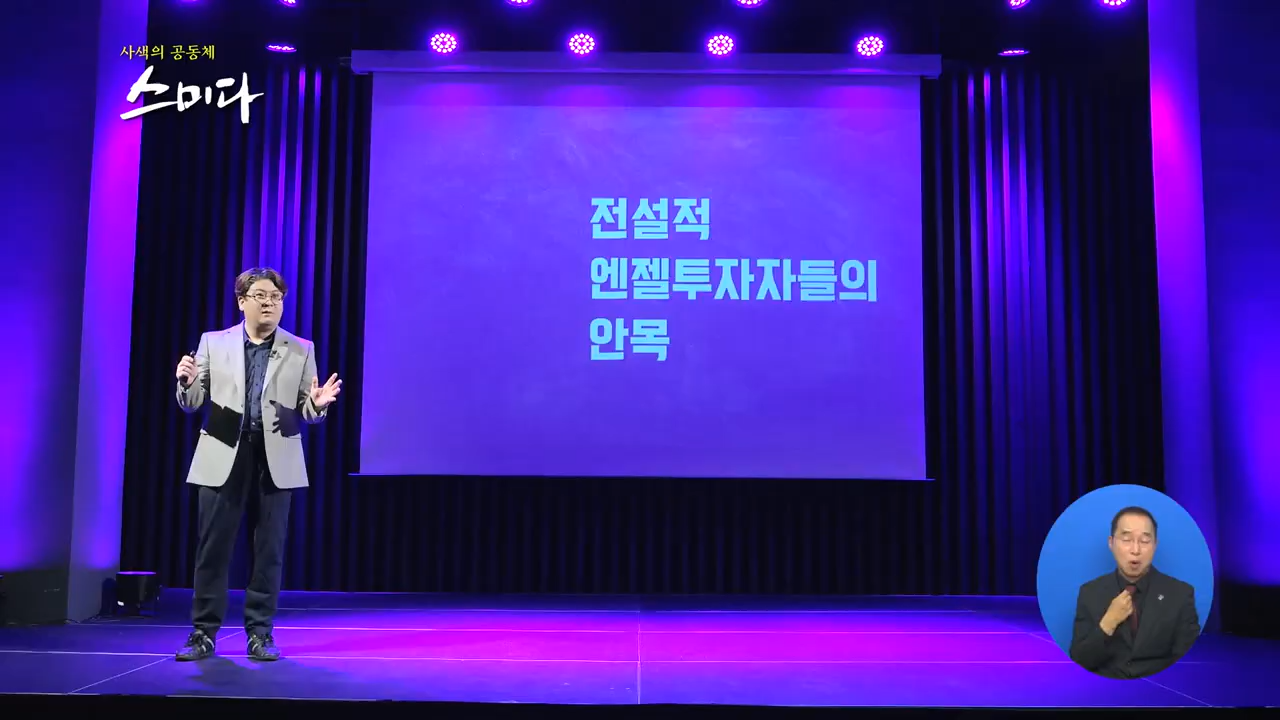 사색의 공동체
스미다
전설적
엔젤투자자들의
안목